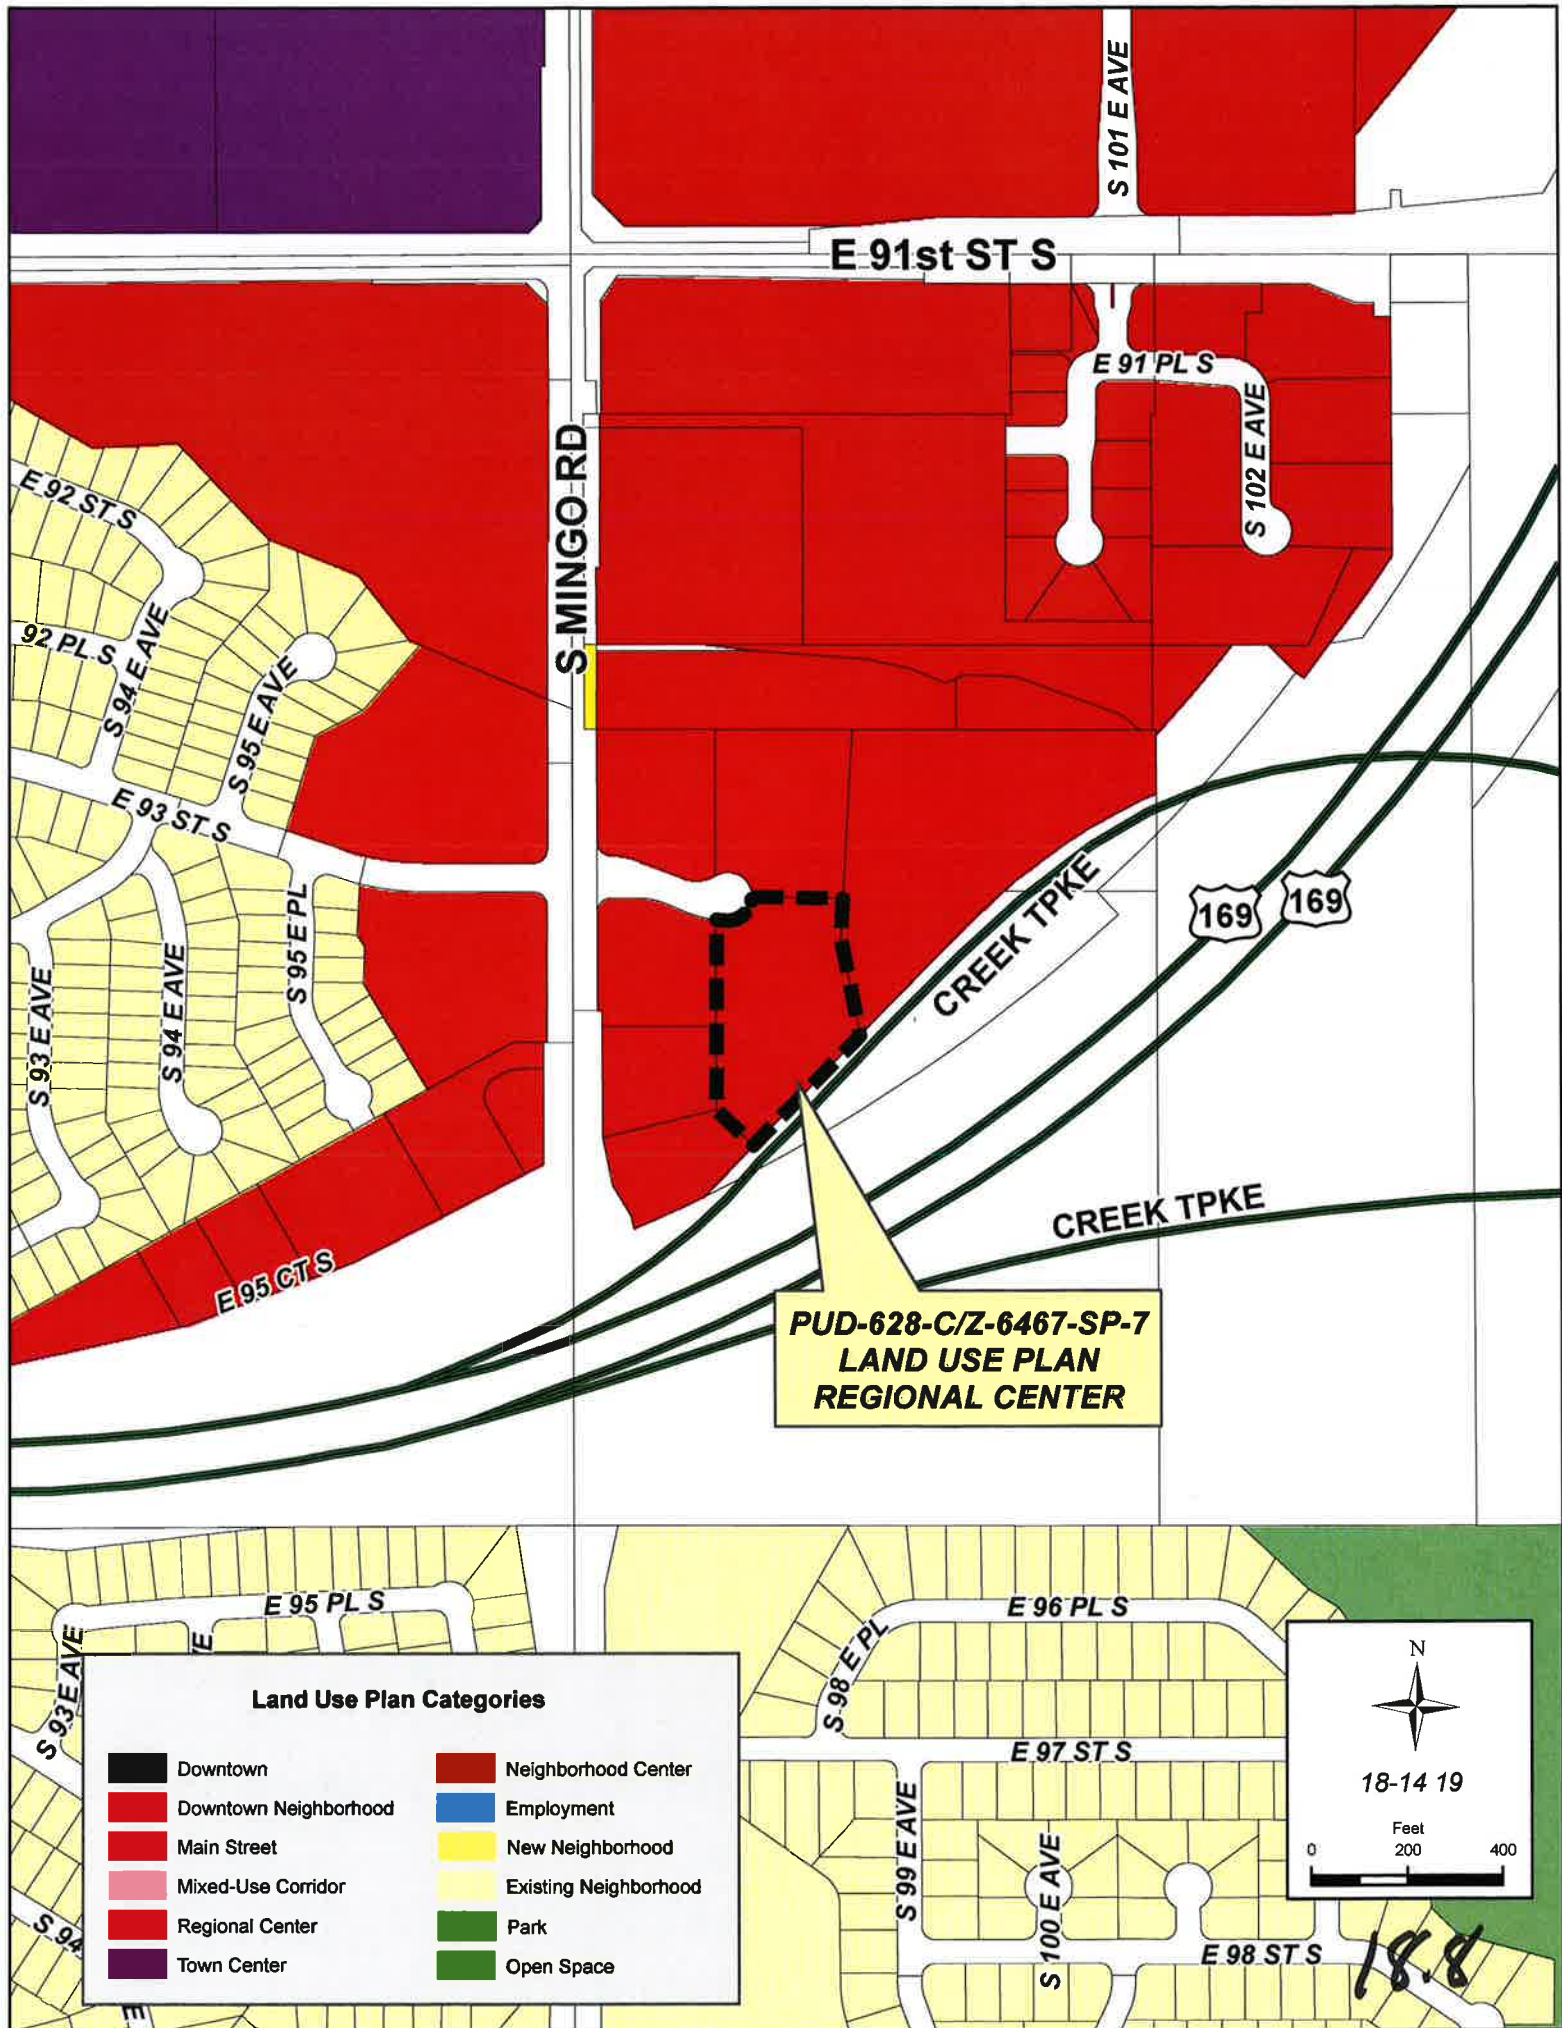 S 101 E AVE
E 91st ST S
E 91 PL S
S 102 E AVE
S MINGO RD
E 92 ST S
92 PL S
S 94 E AVE
S 95 E AVE
E 93 ST S
S 95 E PL
S 94 E AVE
S 93 E AVE
169
169
CREEK TPKE
CREEK TPKE
E 95 CT S
PUD-628-C/Z-6467-SP-7
LAND USE PLAN
REGIONAL CENTER
E 95 PL S
S 93 E AVE
VE
E 96 PL S
S 98 E PL
E 97 ST S
S 99 E AVE
S 100 E AVE
E 98 ST S
S 94
E
Land Use Plan Categories
Downtown
Downtown Neighborhood
Main Street
Mixed-Use Corridor
Regional Center
Town Center
Neighborhood Center
Employment
New Neighborhood
Existing Neighborhood
Park
Open Space
N
18-14 19
Feet
0 200 400
18.8